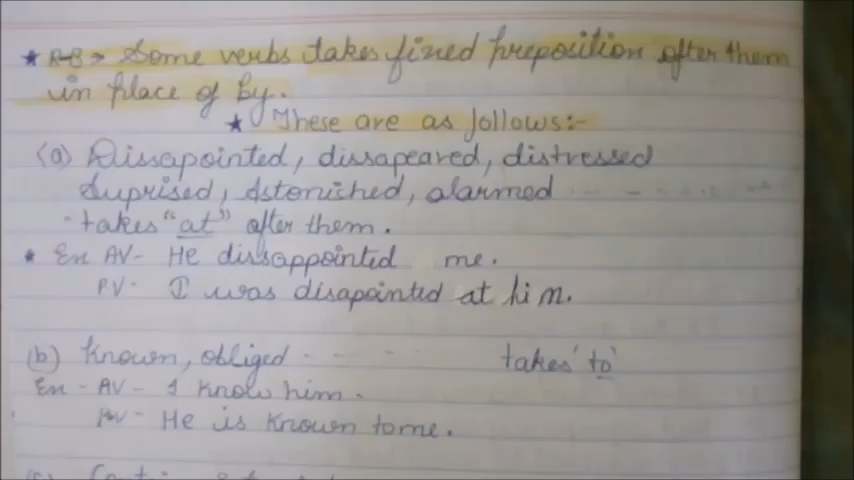 ★ R-8 → Some verbs takes fixed preposition after them
in place of By.
★ These are as follows:-
(a) Dissapointed, dissapeared, distressed
Suprised, Astoniched, alarmed
- takes "at" after them.
★ Ex AV- He dissappointed me.
PV- I was disapointed at him.
(b) Known, obliged - - - takes 'to'
Ex - AV - I know him.
PV - He is known to me.
(c)